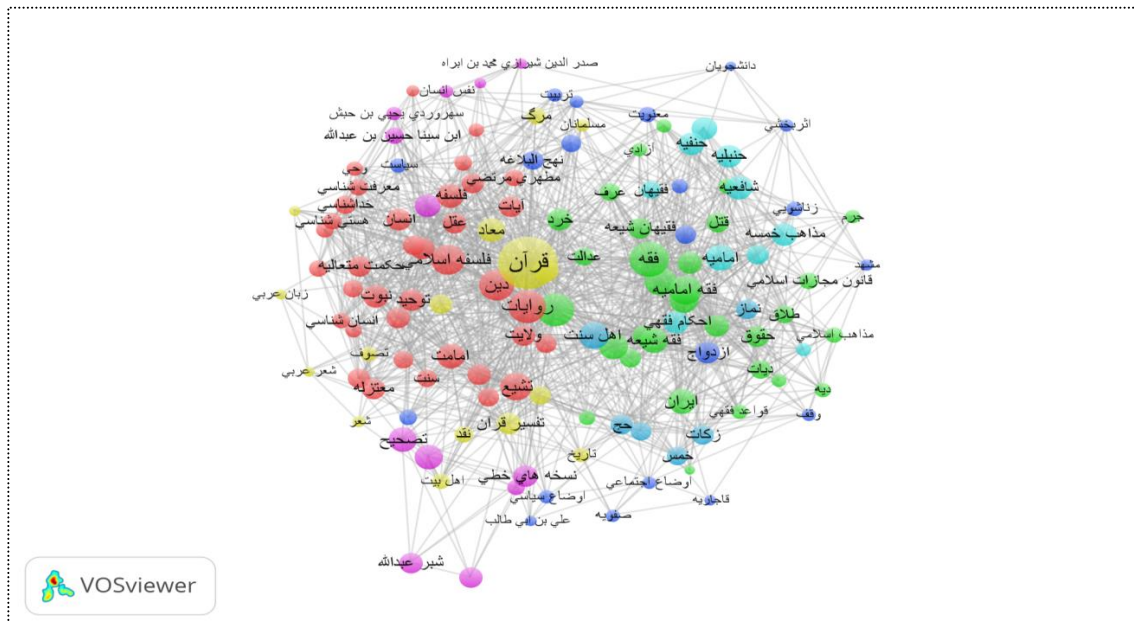 صدر الدين شيرازي محمد بن ابراه
دانشجويان
نفس انسان
تربيت
سهروردي يحيي بن حبش
مرگ
معنويت
مسلمانان
اثربخشي
ابن سينا حسين بن عبدالله
آزادي
حنفيه
حنبليه
نهج البلاغه
سياست
وحي
مطهري مرتضي
معرفت شناسي
فلسفه
فقيهان
عرف
شافعيه
خداشناسي
آيات
زناشويي
هستي شناسي
انسان
عقل
خرد
قتل
جرم
معاد
فقيهان شيعه
مذاهب خمسه
فلسفه اسلامي
قرآن
عدالت
فقه
اماميه
حكمت متعاليه
مشهد
دين
فقه اماميه
قانون مجازات اسلامي
زبان عربي
نبوت
توحيد
روايات
نماز
انسان شناسي
احكام فقهي
طلاق
ولايت
اهل سنت
فقه شيعه
حقوق
مذاهب اسلامي
تصوف
امامت
ازدواج
شعر عربي
سنت
ديات
معتزله
تشيع
ديه
ايران
شعر
تفسير قرآن
قواعد فقهي
وقف
نقد
حج
زكات
تصحيح
تاريخ
خمس
اهل بيت
نسخه هاي خطي
اوضاع اجتماعي
اوضاع سياسي
قاجاريه
علي بن ابي طالب
صفويه
شبر عبدالله
VOSviewer